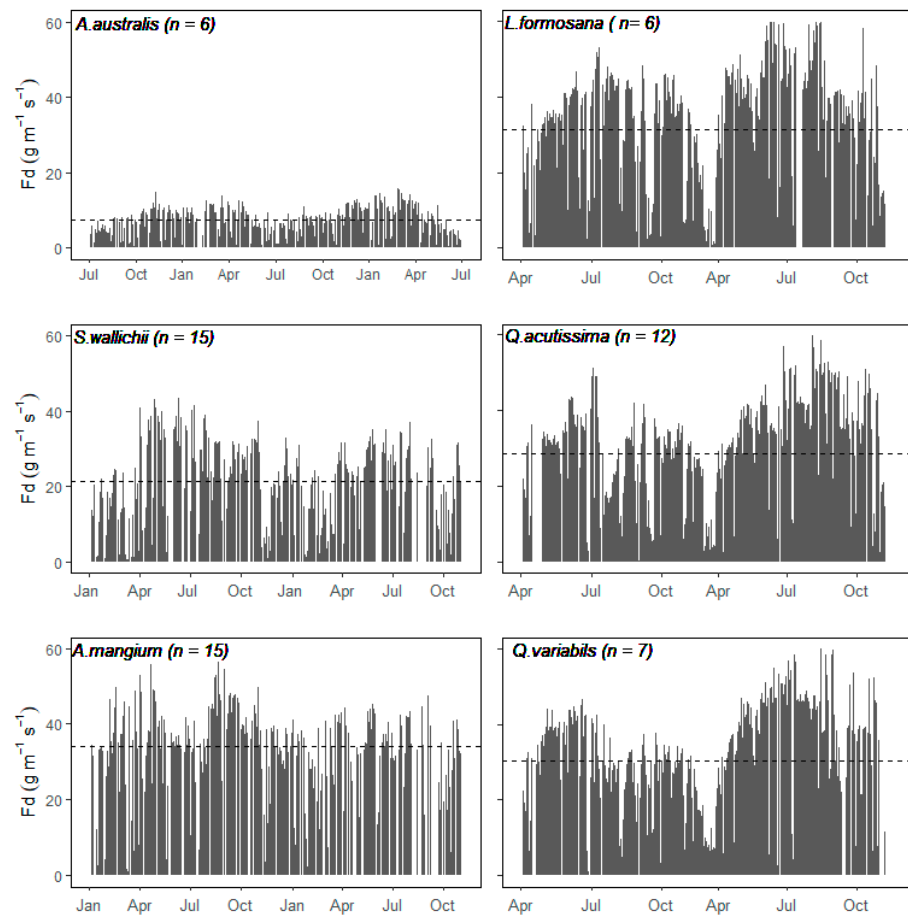 A.australis (n = 6)
Fd (g m⁻¹ s⁻¹)
60
40
20
0
Jul Oct Jan Apr Jul Oct Jan Apr Jul
L.formosana ( n= 6)
Apr Jul Oct Apr Jul Oct
S.wallichii (n = 15)
Fd (g m⁻¹ s⁻¹)
60
40
20
0
Jan Apr Jul Oct Jan Apr Jul Oct
Q.acutissima (n = 12)
Apr Jul Oct Apr Jul Oct
A.mangium (n = 15)
Fd (g m⁻¹ s⁻¹)
60
40
20
0
Jan Apr Jul Oct Jan Apr Jul Oct
Q.variabils (n = 7)
Apr Jul Oct Apr Jul Oct